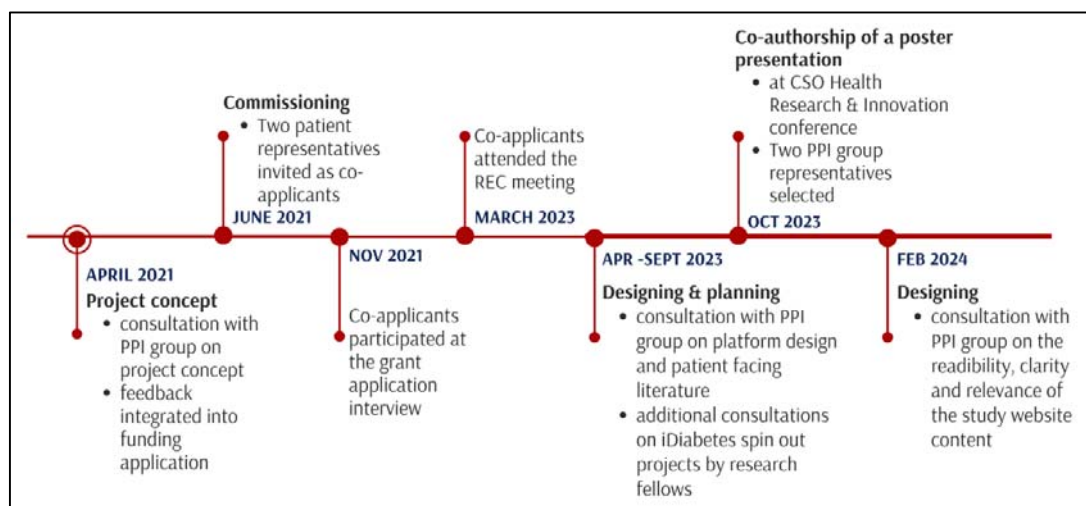 APRIL 2021
Project concept
• consultation with
PPI group on
project concept
• feedback
integrated into
funding
application
Commissioning
• Two patient
representatives
invited as co-
applicants
JUNE 2021
NOV 2021
Co-applicants
participated at
the grant
application
interview
Co-applicants
attended the
REC meeting
MARCH 2023
APR -SEPT 2023
Designing & planning
• consultation with PPI
group on platform design
and patient facing
literature
• additional consultations
on iDiabetes spin out
projects by research
fellows
Co-authorship of a poster
presentation
• at CSO Health
Research & Innovation
conference
• Two PPI group
representatives
selected
OCT 2023
FEB 2024
Designing
• consultation with
PPI group on the
readibility, clarity
and relevance of
the study website
content